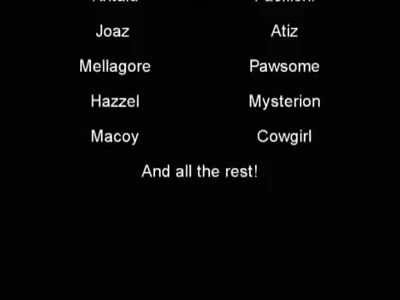 Joaz Atiz
Mellagore Pawsome
Hazzel Mysterion
Macoy Cowgirl
And all the rest!